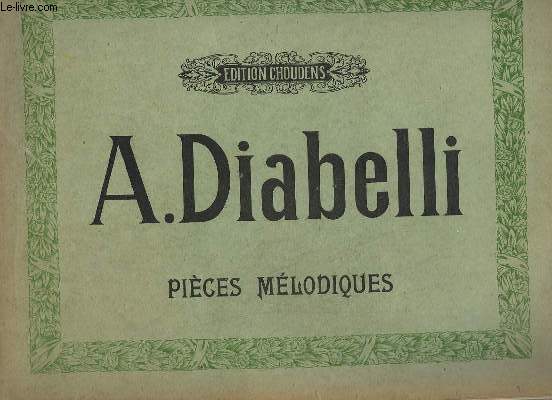 Le-livre.com
EDITION CHOUDENS
A. Diabelli
PIÈCES MÉLODIQUES